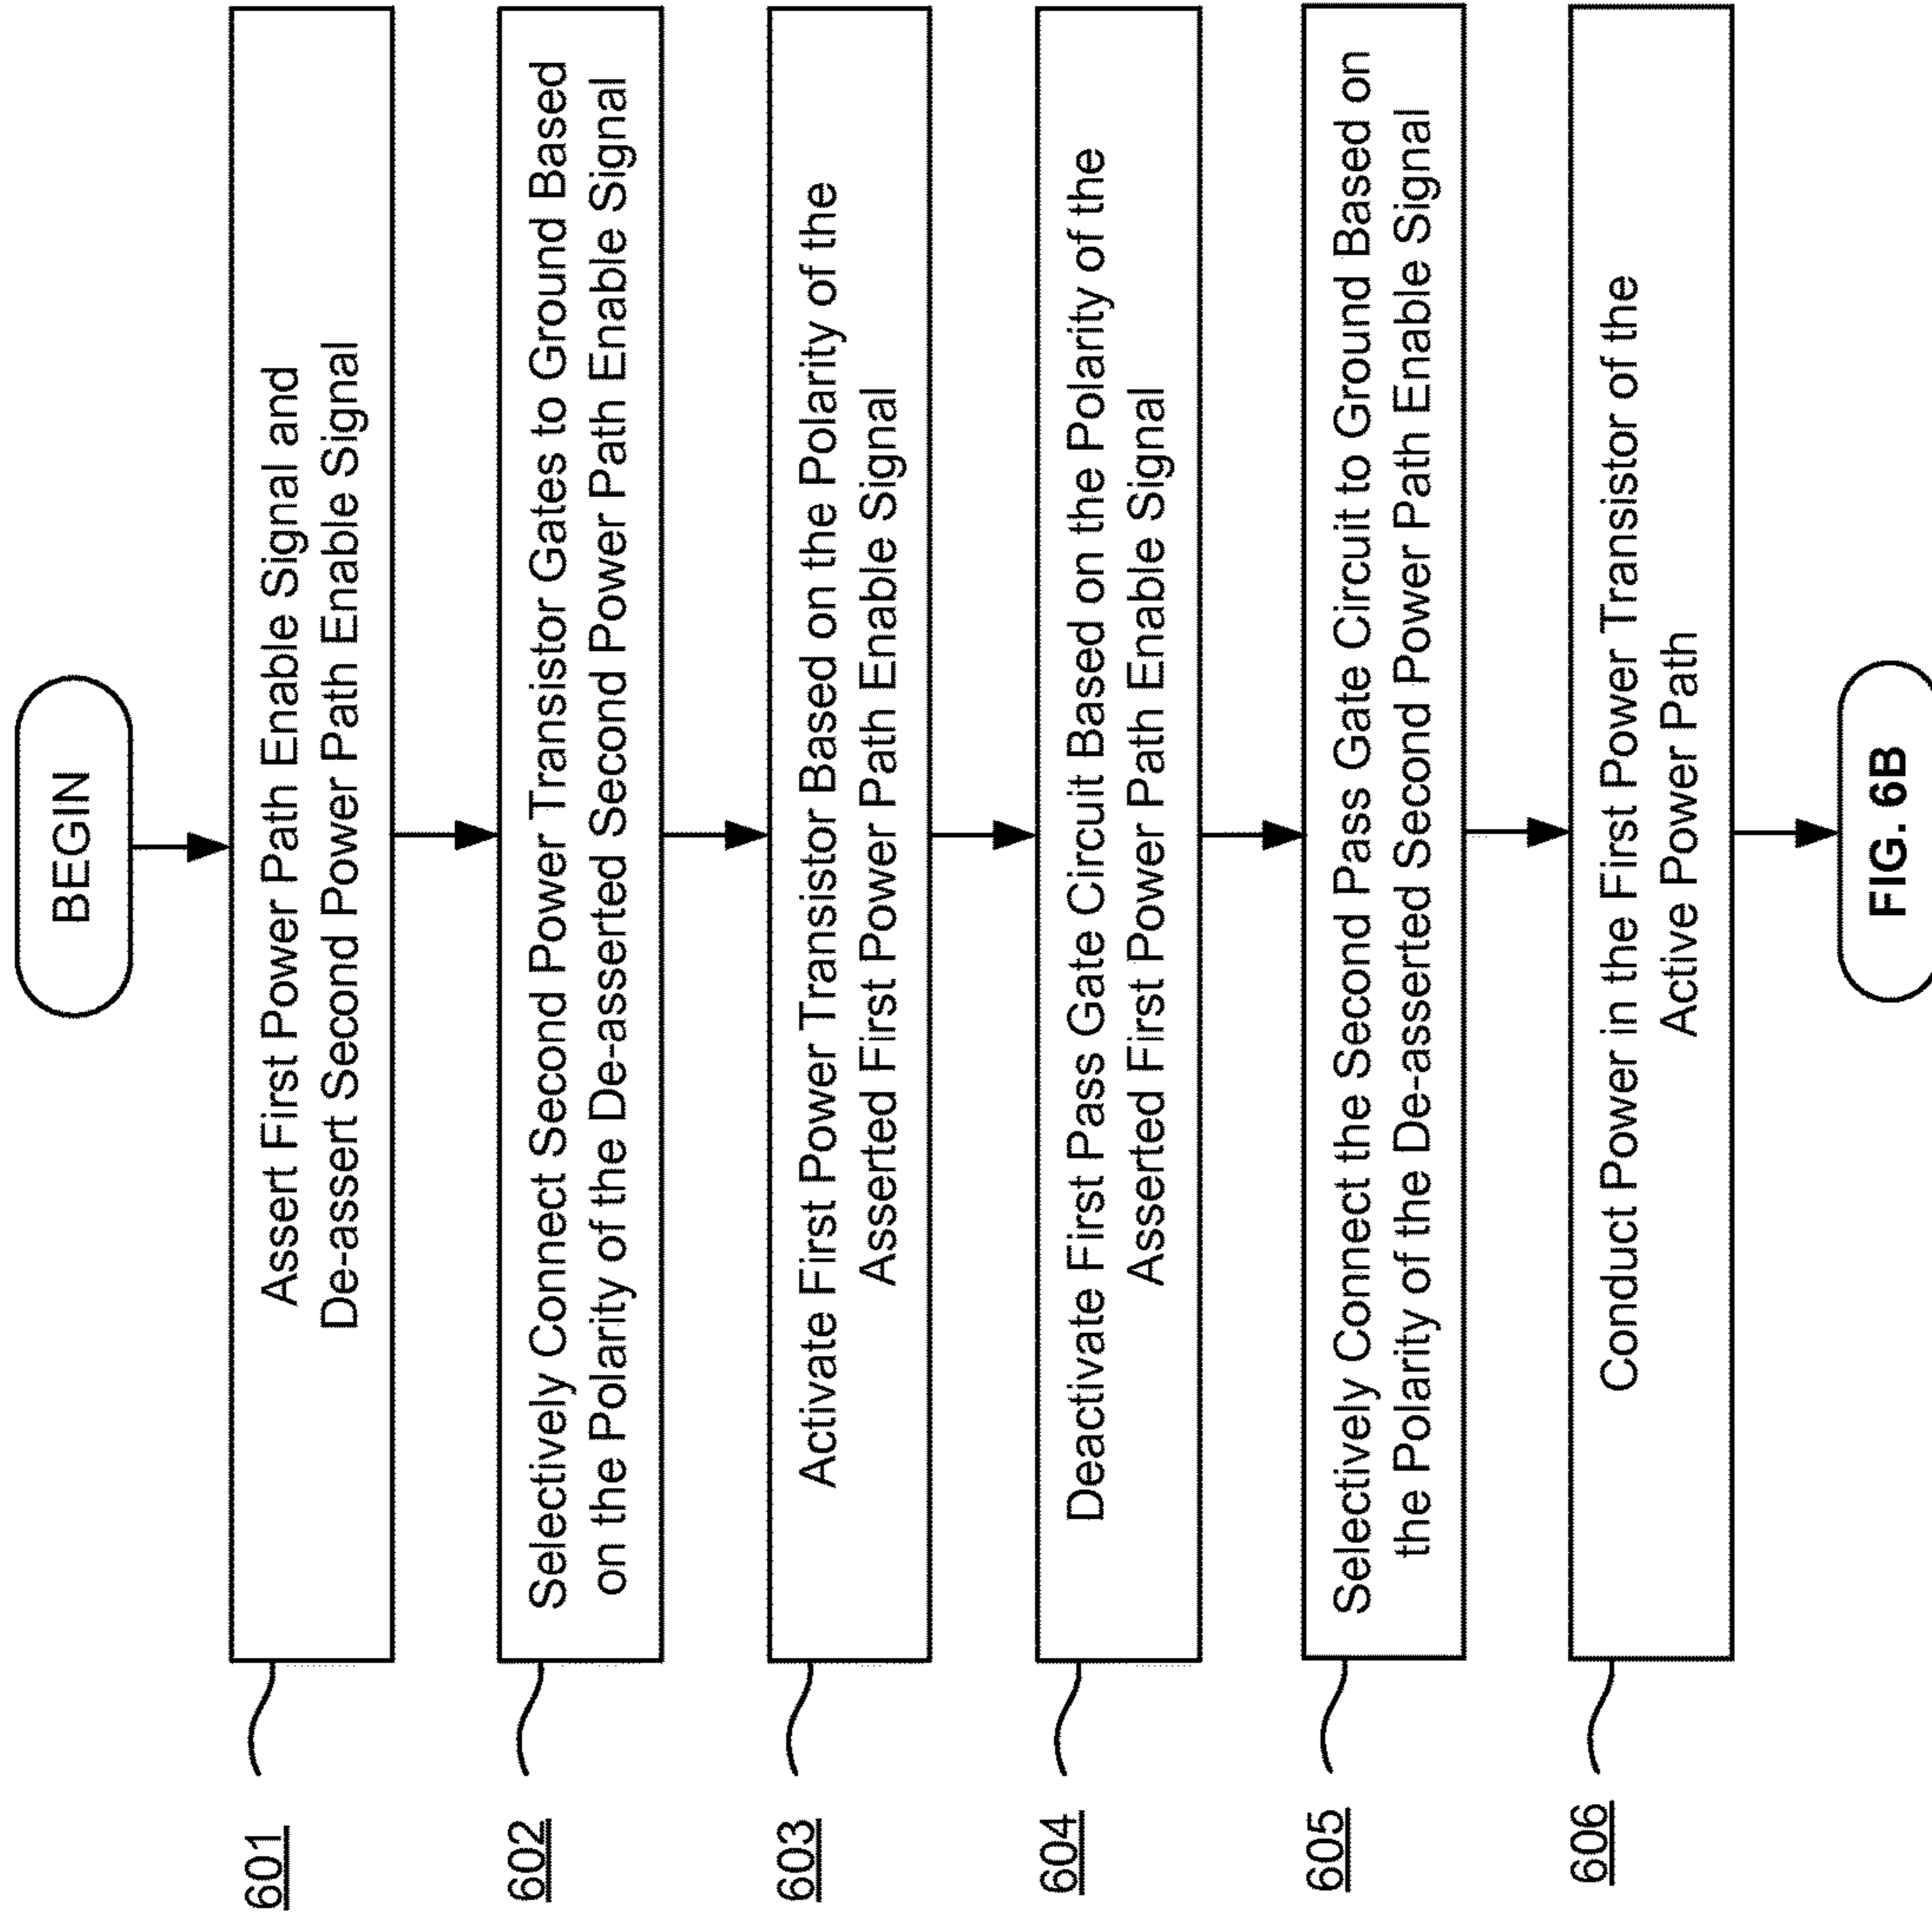 BEGIN
601
Assert First Power Path Enable Signal and
De-assert Second Power Path Enable Signal
602
Selectively Connect Second Power Transistor Gates to Ground Based
on the Polarity of the De-asserted Second Power Path Enable Signal
603
Activate First Power Transistor Based on the Polarity of the
Asserted First Power Path Enable Signal
604
Deactivate First Pass Gate Circuit Based on the Polarity of the
Asserted First Power Path Enable Signal
605
Selectively Connect the Second Pass Gate Circuit to Ground Based on
the Polarity of the De-asserted Second Power Path Enable Signal
606
Conduct Power in the First Power Transistor of the
Active Power Path
FIG. 6B